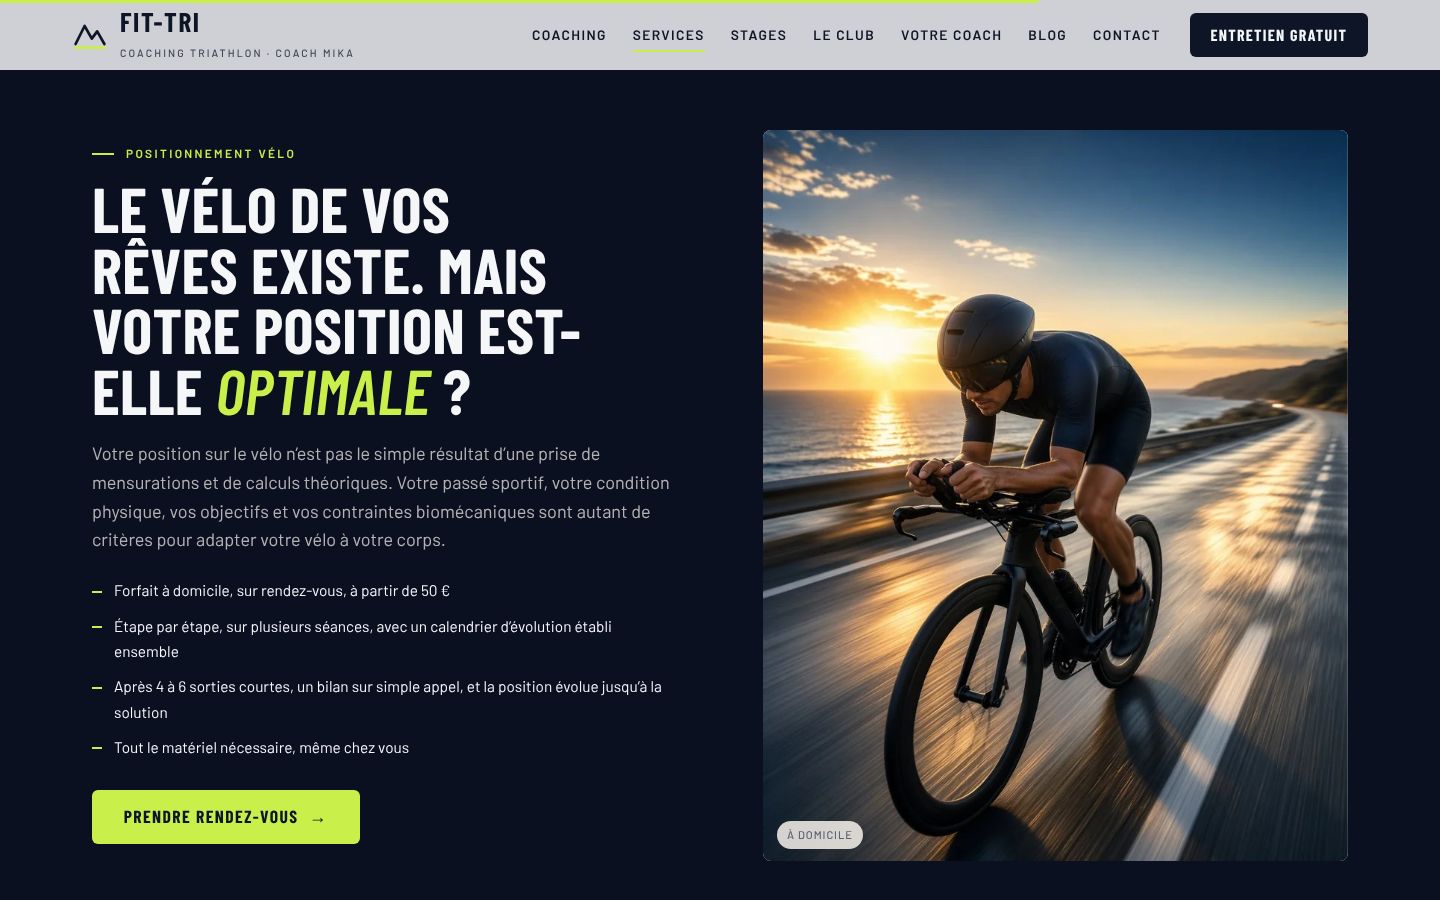 FIT-TRI
COACHING TRIATHLON · COACH MIKA
COACHING SERVICES STAGES LE CLUB VOTRE COACH BLOG CONTACT ENTRETIEN GRATUIT
POSITIONNEMENT VÉLO
LE VÉLO DE VOS
RÊVES EXISTE. MAIS
VOTRE POSITION EST-
ELLE OPTIMALE ?
Votre position sur le vélo n’est pas le simple résultat d’une prise de
mensurations et de calculs théoriques. Votre passé sportif, votre condition
physique, vos objectifs et vos contraintes biomécaniques sont autant de
critères pour adapter votre vélo à votre corps.
Forfait à domicile, sur rendez-vous, à partir de 50 €
Étape par étape, sur plusieurs séances, avec un calendrier d’évolution établi
ensemble
Après 4 à 6 sorties courtes, un bilan sur simple appel, et la position évolue jusqu’à la
solution
Tout le matériel nécessaire, même chez vous
PRENDRE RENDEZ-VOUS →
À DOMICILE